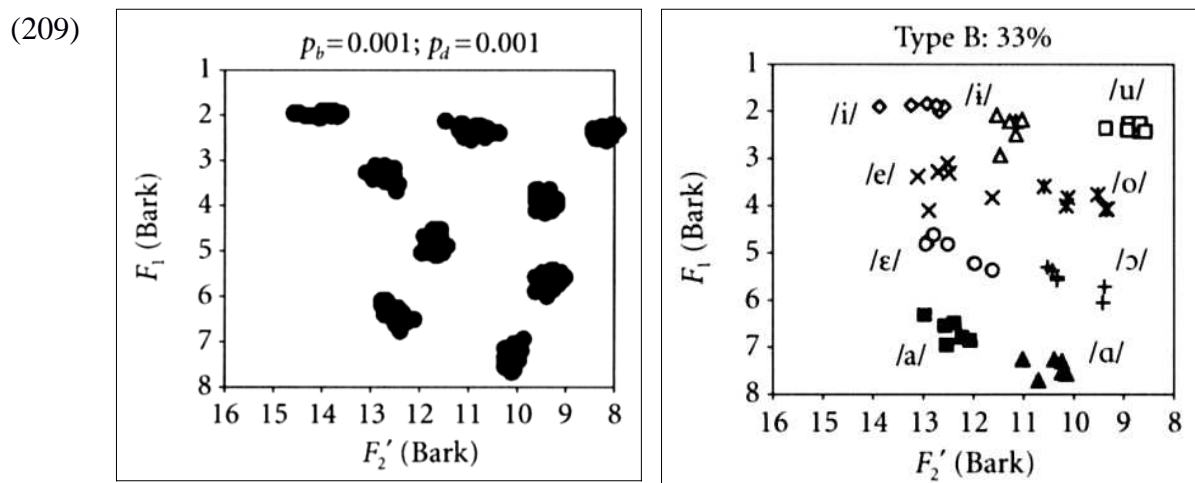 (209)
p_b=0.001; p_d=0.001
1
2
3
4
5
6
7
8
16 15 14 13 12 11 10 9 8
F₁ (Bark)
F₂′ (Bark)
Type B: 33%
1
2
3
4
5
6
7
8
16 15 14 13 12 11 10 9 8
F₁ (Bark)
F₂′ (Bark)
/i/
/ɨ/
/u/
/e/
/o/
/ɛ/
/ɔ/
/a/
/ɑ/